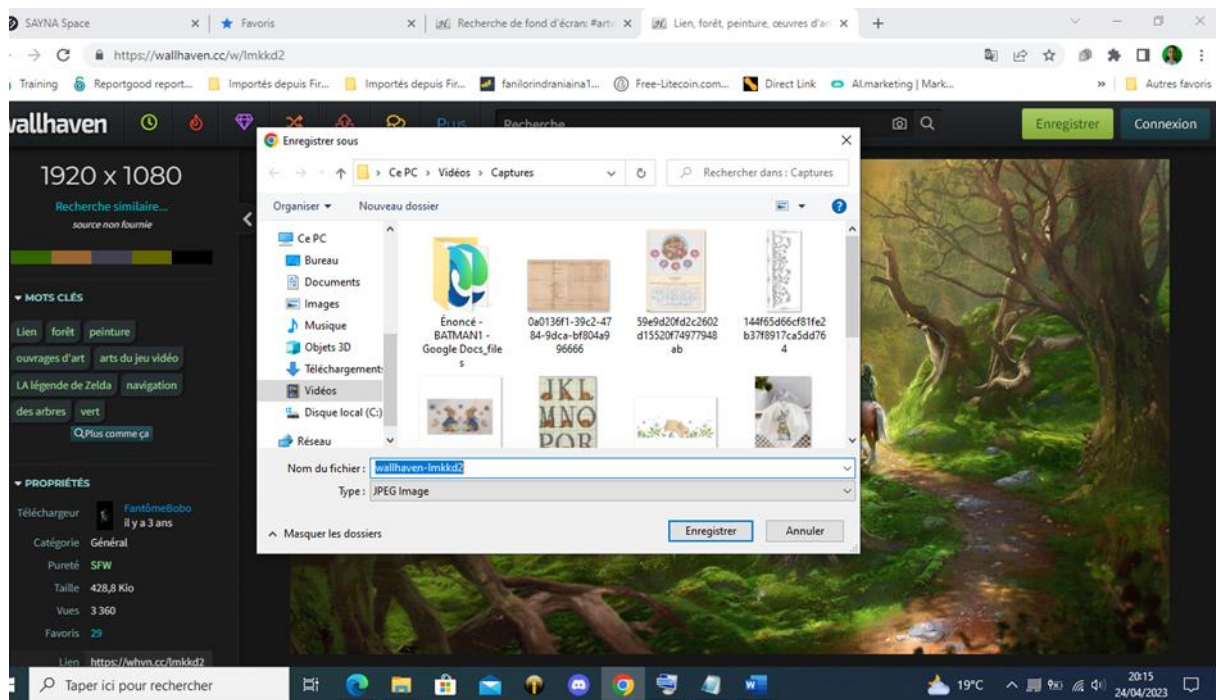 SAYNA Space
Favoris
Recherche de fond d'écran: #art
Lien, forêt, peinture, œuvres d'ar
https://wallhaven.cc/w/lmkkd2
Training
Reportgood report...
Importés depuis Fir...
Importés depuis Fir...
fanilorindraniaina1...
Free-Litecoin.com...
Direct Link
AI.marketing | Mark...
»
Autres favoris
wallhaven
Plus
Recherche
Enregistrer
Connexion
1920 x 1080
Recherche similaire...
source non fournie
MOTS CLÉS
Lien forêt peinture
ouvrages d'art arts du jeu vidéo
LA légende de Zelda navigation
des arbres vert
Plus comme ça
PROPRIÉTÉS
Téléchargeur FantômeBobo
il y a 3 ans
Catégorie Général
Pureté SFW
Taille 428,8 Kio
Vues 3 360
Favoris 29
Lien https://whvn.cc/lmkkd2
Enregistrer sous
Ce PC > Vidéos > Captures
Rechercher dans : Captures
Organiser
Nouveau dossier
Ce PC
Bureau
Documents
Images
Musique
Objets 3D
Téléchargement
Vidéos
Disque local (C:)
Réseau
Énoncé -
BATMAN1 -
Google Docs_file
s
0a0136f1-39c2-47
84-9dca-bf804a9
96666
59e9d20fd2c2602
d15520f74977948
ab
144f65d66cf81fe2
b37f8917ca5dd76
4
JKL
MNO
PQR
Nom du fichier : wallhaven-lmkkd2
Type : JPEG Image
Masquer les dossiers
Enregistrer
Annuler
Taper ici pour rechercher
19°C
20:15
24/04/2023